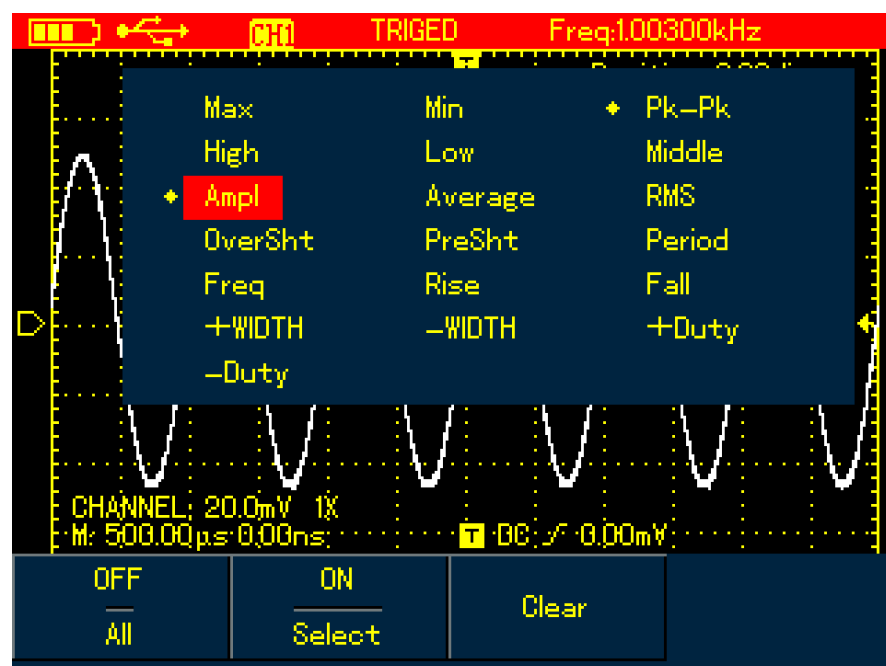 CH1 TRIGED Freq:1.00300kHz
T
Max Min Pk-Pk
High Low Middle
Ampl Average RMS
OverSht PreSht Period
Freq Rise Fall
+WIDTH -WIDTH +Duty
-Duty
CHANNEL: 20.0mV 1X
M: 500.00µs 0.00ns T DC 0.00mV
OFF ON Clear
All Select